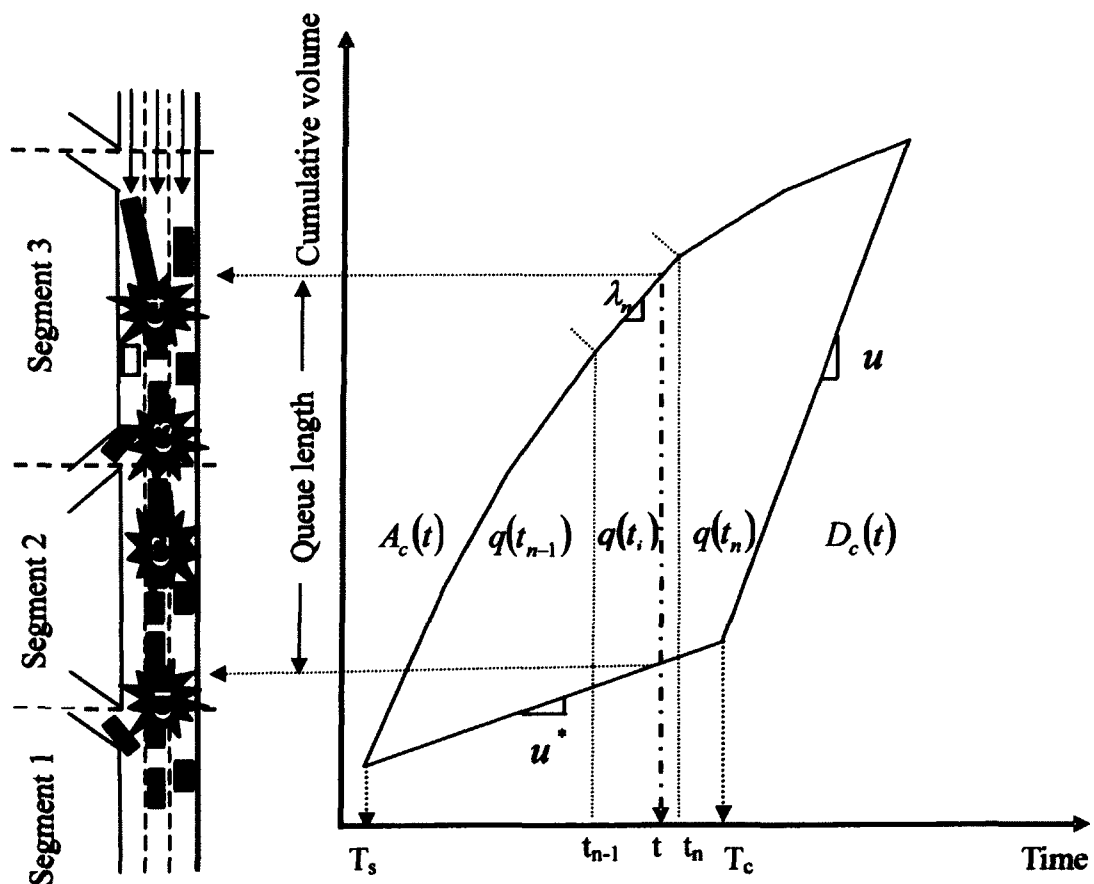 Segment 3
Segment 2
Segment 1
Cumulative volume
Queue length
λₙ
u
A_c(t)
q(t_{n-1})
q(t_i)
q(t_n)
D_c(t)
u*
T_s
t_{n-1}
t
t_n
T_c
Time